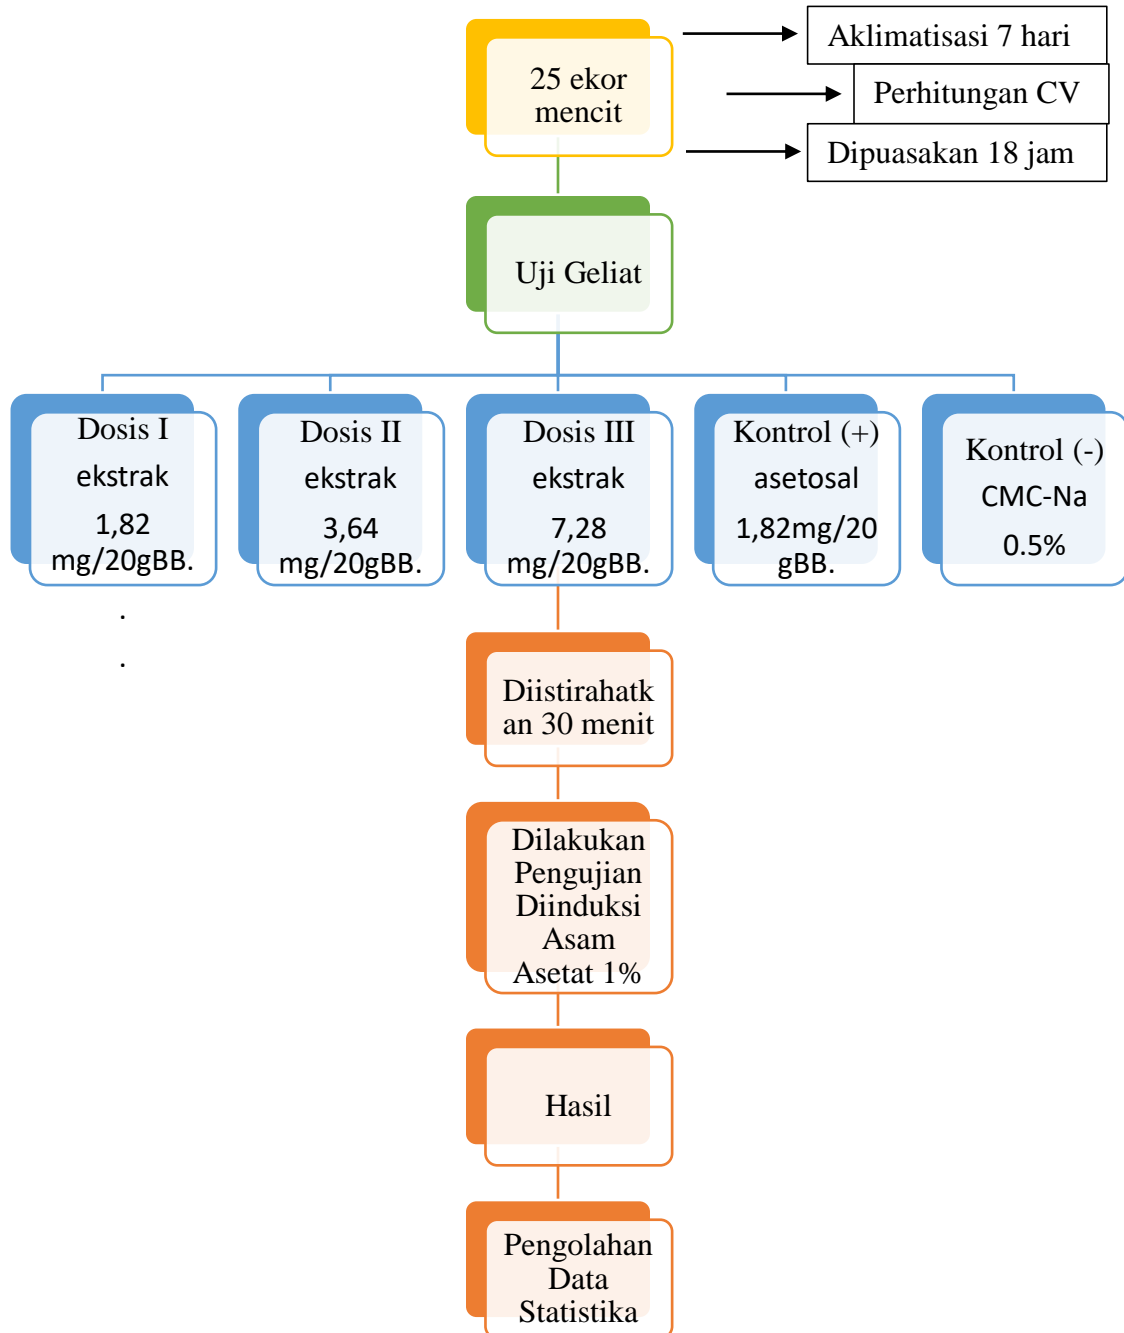 25 ekor
mencit
Aklimatisasi 7 hari
Perhitungan CV
Dipuasakan 18 jam
Uji Geliat
Dosis I
ekstrak
1,82
mg/20gBB.
.
.
Dosis II
ekstrak
3,64
mg/20gBB.
Dosis III
ekstrak
7,28
mg/20gBB.
Kontrol (+)
asetosal
1,82mg/20
gBB.
Kontrol (-)
CMC-Na
0.5%
Diistirahatk
an 30 menit
Dilakukan
Pengujian
Diinduksi
Asam
Asetat 1%
Hasil
Pengolahan
Data
Statistika